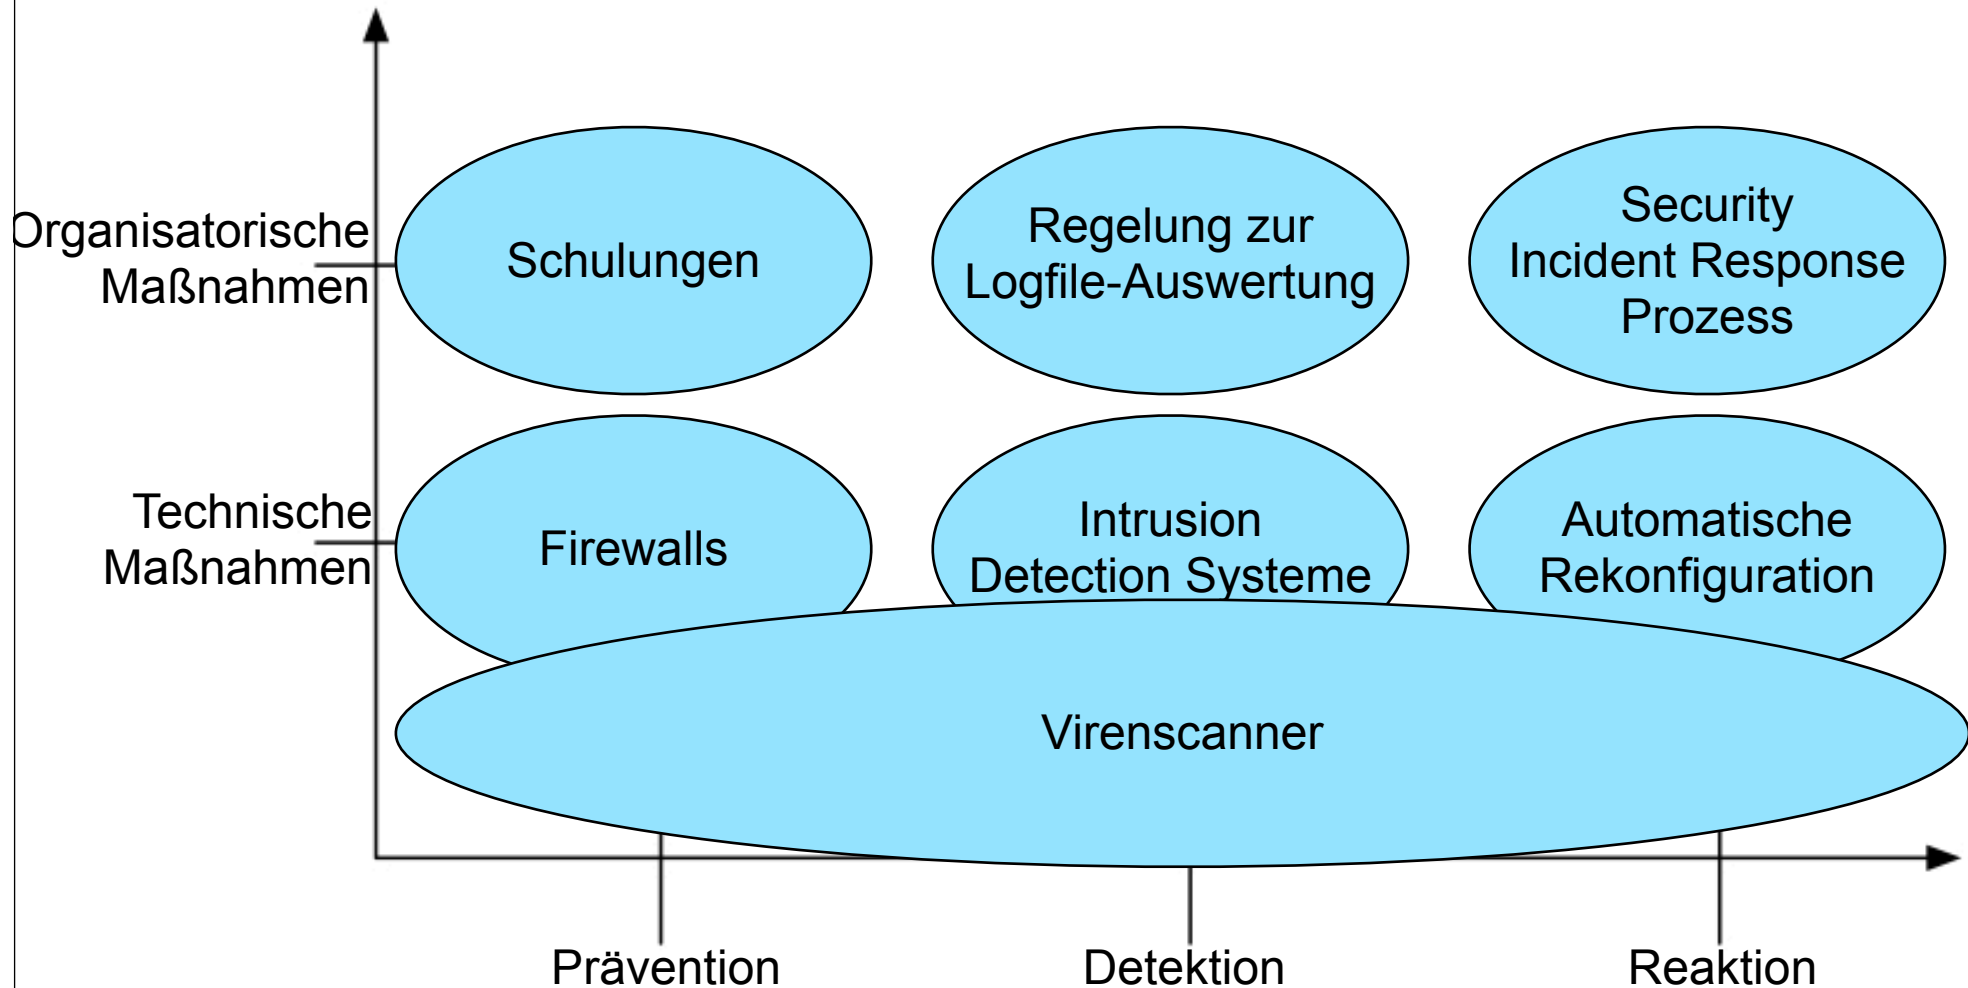 Organisatorische
Maßnahmen
Schulungen
Regelung zur
Logfile-Auswertung
Security
Incident Response
Prozess
Technische
Maßnahmen
Firewalls
Intrusion
Detection Systeme
Automatische
Rekonfiguration
Virenscanner
Prävention
Detektion
Reaktion